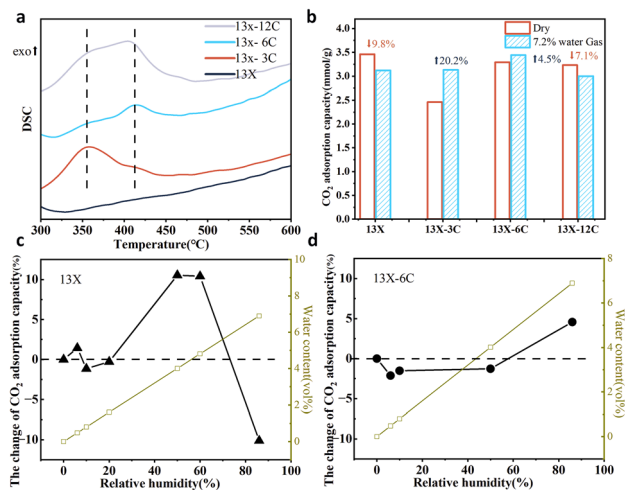 a
13x-12C
13x- 6C
13x- 3C
13X
exo↑
DSC
300 350 400 450 500 550 600
Temperature(℃)
b
Dry
7.2% water Gas
↓9.8%
↑20.2%
↑4.5%
↓7.1%
CO2 adsorption capacity(mmol/g)
4.0
3.5
3.0
2.5
2.0
1.5
1.0
0.5
0.0
13X 13X-3C 13X-6C 13X-12C
c
13X
The change of CO2 adsorption capacity(%)
10
5
0
−5
−10
0 20 40 60 80 100
Relative humidity(%)
Water content(vol%)
10
8
6
4
2
0
d
13X-6C
The change of CO2 adsorption capacity(%)
10
5
0
−5
−10
0 20 40 60 80 100
Relative humidity(%)
Water content(vol%)
8
6
4
2
0